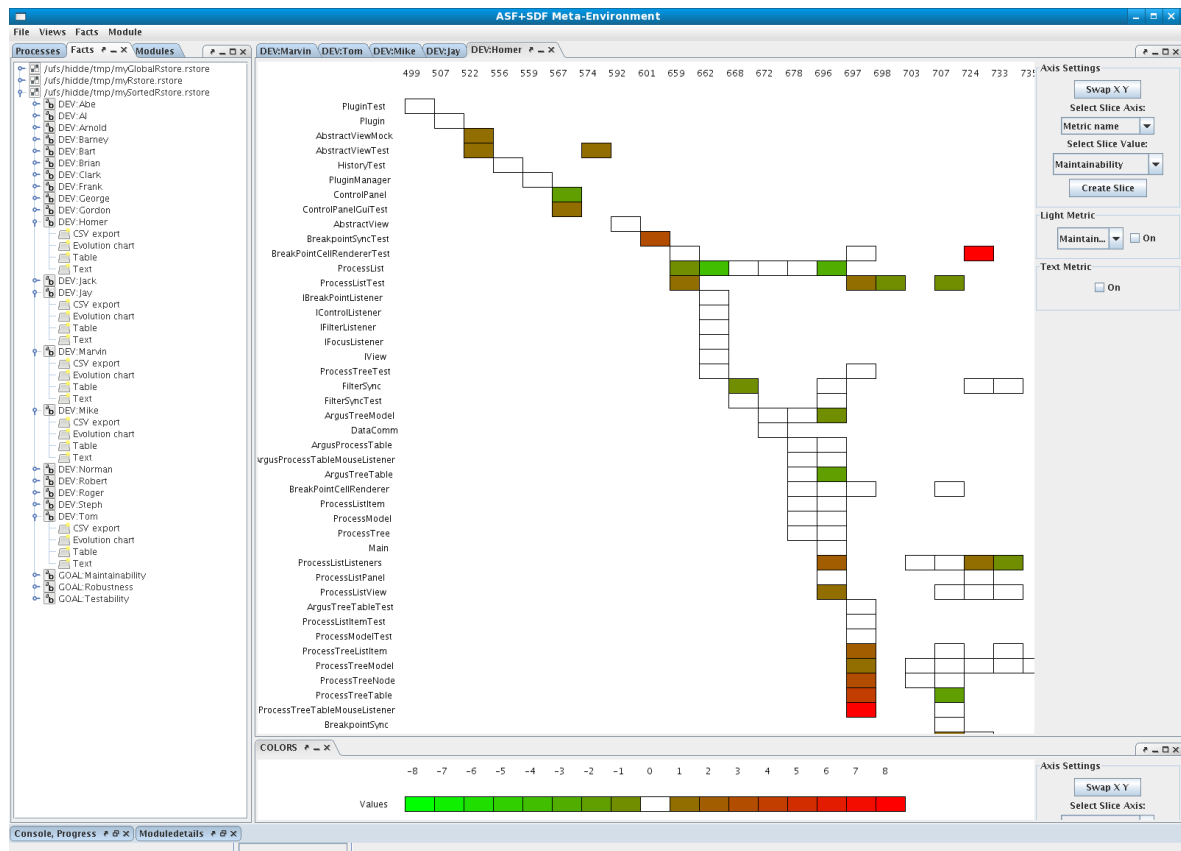 ASF+SDF Meta-Environment
File Views Facts Module
Processes Facts Modules
/ufs/hidde/tmp/myGlobalRstore.rstore
/ufs/hidde/tmp/myRstore.rstore
/ufs/hidde/tmp/mySortedRstore.rstore
DEV:Abe
DEV:Al
DEV:Arnold
DEV:Barney
DEV:Bart
DEV:Brian
DEV:Clark
DEV:Frank
DEV:George
DEV:Gordon
DEV:Homer
CSV export
Evolution chart
Table
Text
DEV:Jack
DEV:Jay
CSV export
Evolution chart
Table
Text
DEV:Marvin
CSV export
Evolution chart
Table
Text
DEV:Mike
CSV export
Evolution chart
Table
Text
DEV:Norman
DEV:Robert
DEV:Roger
DEV:Steph
DEV:Tom
CSV export
Evolution chart
Table
Text
GOAL:Maintainability
GOAL:Robustness
GOAL:Testability
DEV:Marvin DEV:Tom DEV:Mike DEV:Jay DEV:Homer
499 507 522 556 559 567 574 592 601 659 662 668 672 678 696 697 698 703 707 724 733 735
PluginTest
Plugin
AbstractViewMock
AbstractViewTest
HistoryTest
PluginManager
ControlPanel
ControlPanelGuiTest
AbstractView
BreakpointSyncTest
BreakPointCellRendererTest
ProcessList
ProcessListTest
IBreakPointListener
IControlListener
IFilterListener
IFocusListener
IView
ProcessTreeTest
FilterSync
FilterSyncTest
ArgusTreeModel
DataComm
ArgusProcessTable
ArgusProcessTableMouseListener
ArgusTreeTable
BreakPointCellRenderer
ProcessListItem
ProcessModel
ProcessTree
Main
ProcessListListeners
ProcessListPanel
ProcessListView
ArgusTreeTableTest
ProcessListItemTest
ProcessModelTest
ProcessTreeListItem
ProcessTreeModel
ProcessTreeNode
ProcessTreeTable
ProcessTreeTableMouseListener
BreakpointSync
Axis Settings
Swap X Y
Select Slice Axis:
Metric name
Select Slice Value:
Maintainability
Create Slice
Light Metric
Maintain... On
Text Metric
On
COLORS
-8 -7 -6 -5 -4 -3 -2 -1 0 1 2 3 4 5 6 7 8
Values
Axis Settings
Swap X Y
Select Slice Axis:
Console, Progress Moduledetails